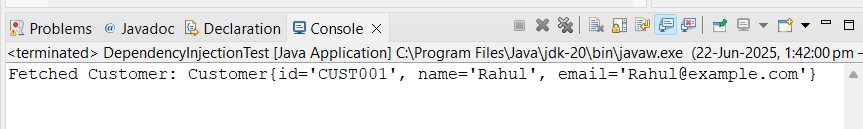 Problems @ Javadoc Declaration Console
<terminated> DependencyInjectionTest [Java Application] C:\Program Files\Java\jdk-20\bin\javaw.exe (22-Jun-2025, 1:42:00 pm –
Fetched Customer: Customer{id='CUST001', name='Rahul', email='Rahul@example.com'}